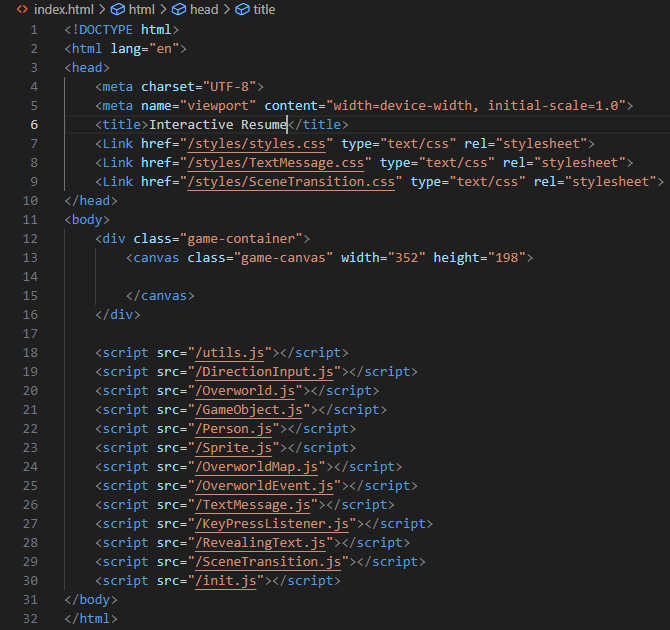 index.html > html > head > title
1 <!DOCTYPE html>
2 <html lang="en">
3 <head>
4     <meta charset="UTF-8">
5     <meta name="viewport" content="width=device-width, initial-scale=1.0">
6     <title>Interactive Resume</title>
7     <Link href="/styles/styles.css" type="text/css" rel="stylesheet">
8     <Link href="/styles/TextMessage.css" type="text/css" rel="stylesheet">
9     <Link href="/styles/SceneTransition.css" type="text/css" rel="stylesheet">
10 </head>
11 <body>
12     <div class="game-container">
13         <canvas class="game-canvas" width="352" height="198">
14
15         </canvas>
16     </div>
17
18     <script src="/utils.js"></script>
19     <script src="/DirectionInput.js"></script>
20     <script src="/Overworld.js"></script>
21     <script src="/GameObject.js"></script>
22     <script src="/Person.js"></script>
23     <script src="/Sprite.js"></script>
24     <script src="/OverworldMap.js"></script>
25     <script src="/OverworldEvent.js"></script>
26     <script src="/TextMessage.js"></script>
27     <script src="/KeyPressListener.js"></script>
28     <script src="/RevealingText.js"></script>
29     <script src="/SceneTransition.js"></script>
30     <script src="/init.js"></script>
31 </body>
32 </html>